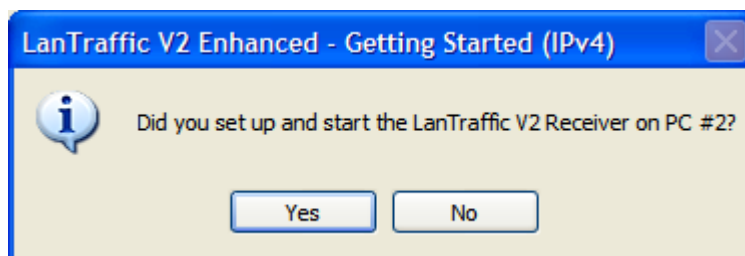 LanTraffic V2 Enhanced - Getting Started (IPv4)
Did you set up and start the LanTraffic V2 Receiver on PC #2?
Yes No